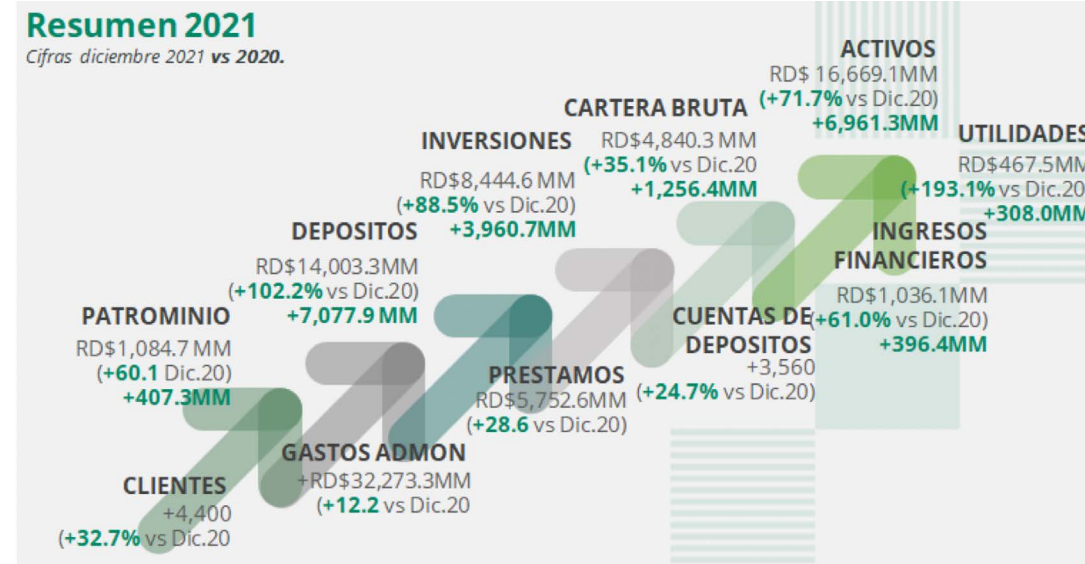 Resumen 2021
Cifras diciembre 2021 vs 2020.
ACTIVOS
RD$ 16,669.1MM
(+71.7% vs Dic.20)
+6,961.3MM
CARTERA BRUTA
RD$4,840.3 MM
(+35.1% vs Dic.20
+1,256.4MM
UTILIDADES
RD$467.5MM
(+193.1% vs Dic.20
+308.0MM
INVERSIONES
RD$8,444.6 MM
(+88.5% vs Dic.20)
+3,960.7MM
DEPOSITOS
RD$14,003.3MM
(+102.2% vs Dic.20)
+7,077.9 MM
INGRESOS
FINANCIEROS
RD$1,036.1MM
(+61.0% vs Dic.20)
+396.4MM
PATROMINIO
RD$1,084.7 MM
(+60.1 Dic.20)
+407.3MM
CUENTAS DE
DEPOSITOS
+3,560
(+24.7% vs Dic.20)
PRESTAMOS
RD$5,752.6MM
(+28.6 vs Dic.20)
GASTOS ADMON
+RD$32,273.3MM
(+12.2 vs Dic.20
CLIENTES
+4,400
(+32.7% vs Dic.20